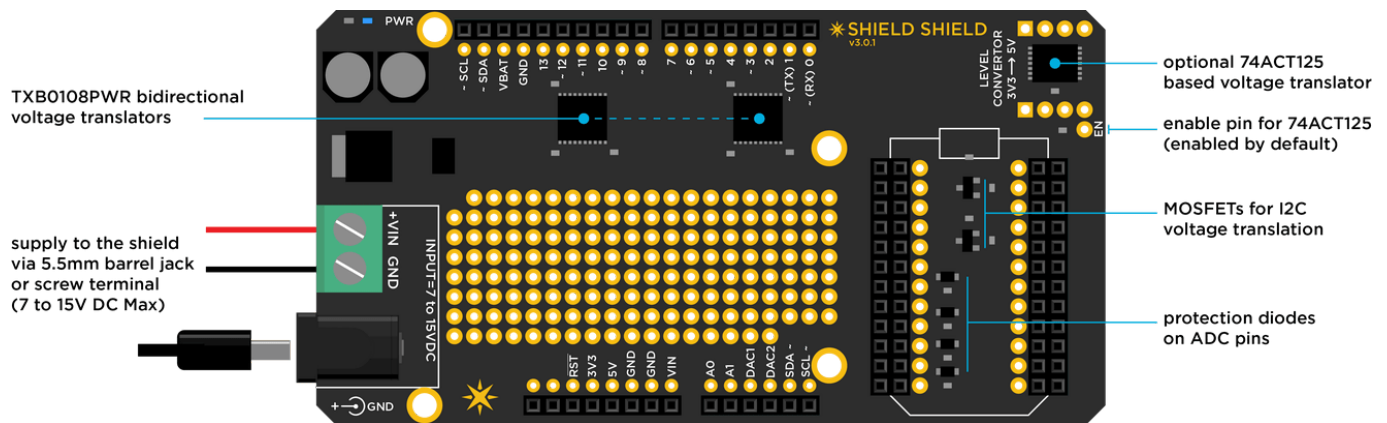 PWR
SHIELD SHIELD
v3.0.1
~ SCL
~ SDA
VBAT
GND
13
~ 12
~ 11
10
~ 9
~ 8
7
~ 6
~ 5
4
~ 3
2
~ (TX) 1
~ (RX) 0
LEVEL
CONVERTOR
3V3 → 5V
optional 74ACT125
based voltage translator
TXB0108PWR bidirectional
voltage translators
EN
enable pin for 74ACT125
(enabled by default)
MOSFETs for I2C
voltage translation
supply to the shield
via 5.5mm barrel jack
or screw terminal
(7 to 15V DC Max)
+VIN
GND
INPUT=7 to 15VDC
protection diodes
on ADC pins
RST
3V3
5V
GND
GND
VIN
A0
A1
DAC1
DAC2
SDA ~
SCL ~
+ GND